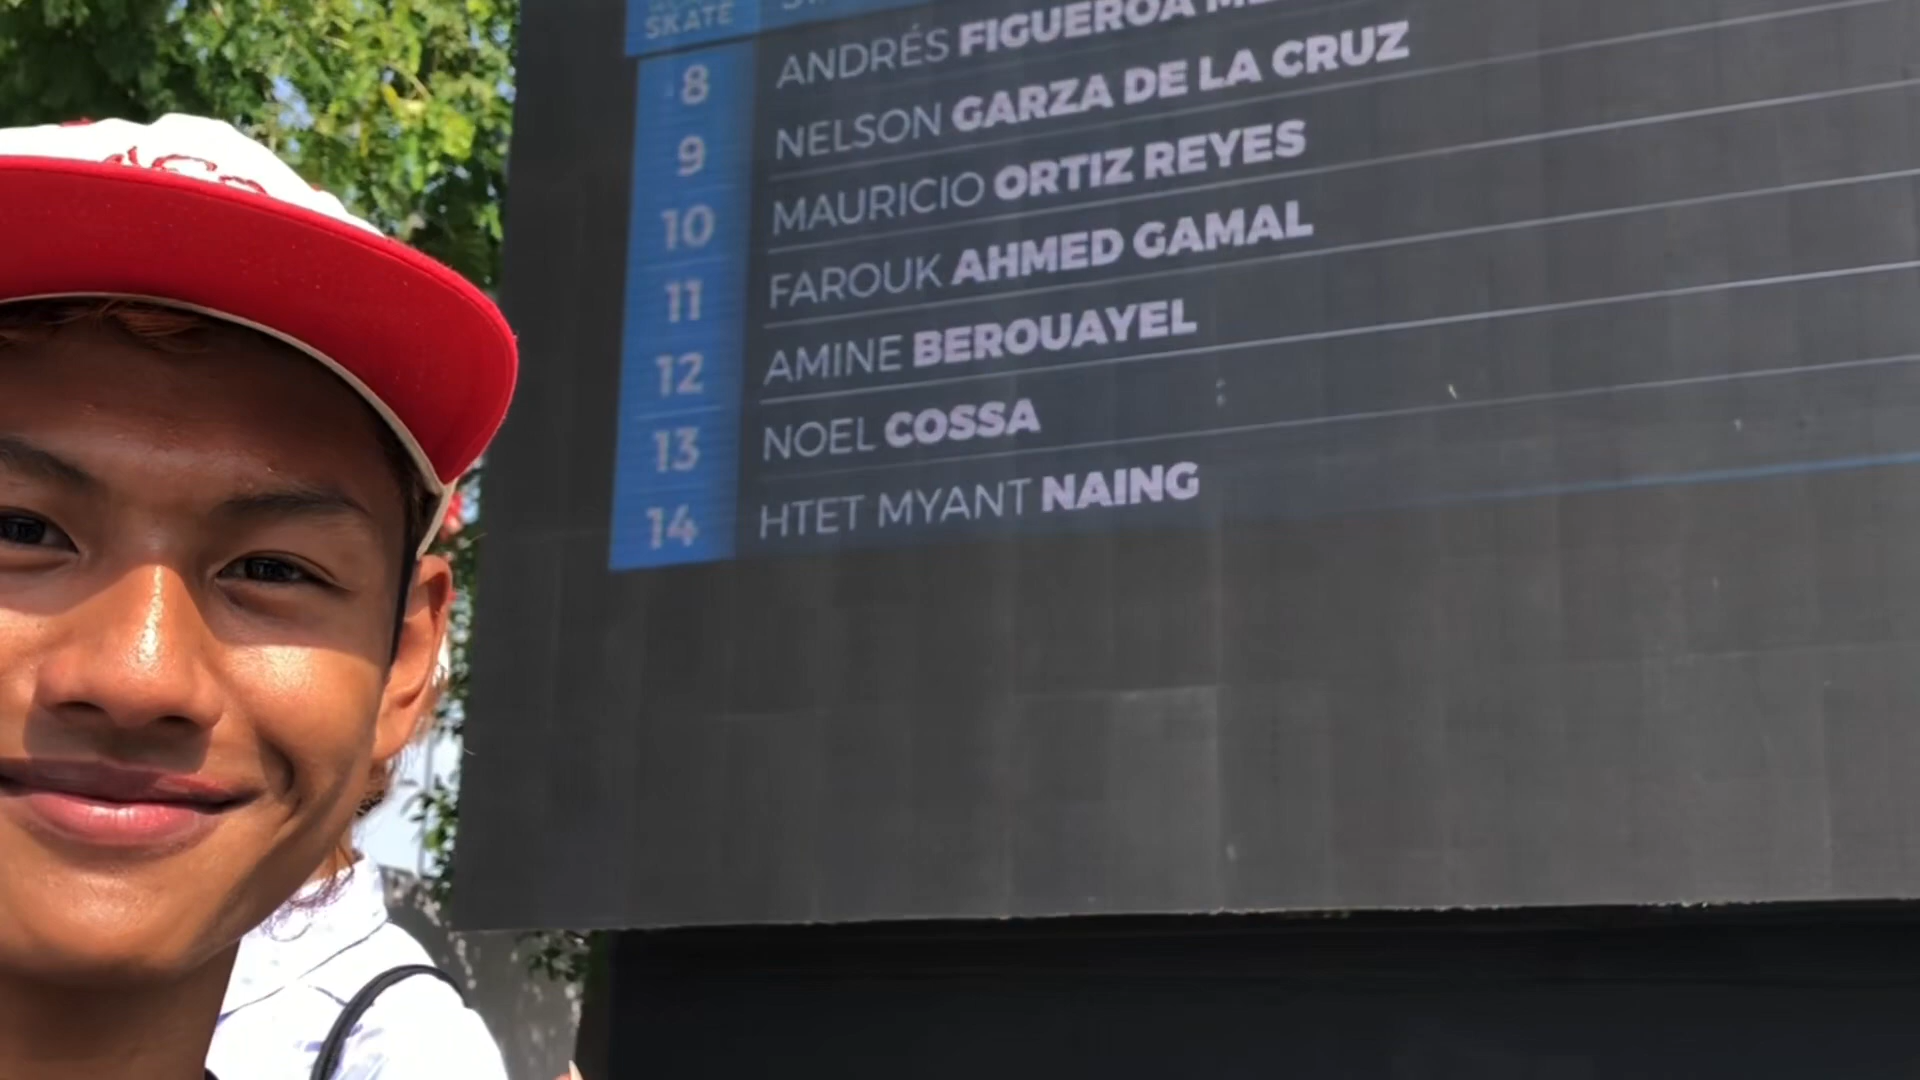 SKATE
8 ANDRÉS FIGUEROA
9 NELSON GARZA DE LA CRUZ
10 MAURICIO ORTIZ REYES
11 FAROUK AHMED GAMAL
12 AMINE BEROUAYEL
13 NOEL COSSA
14 HTET MYANT NAING